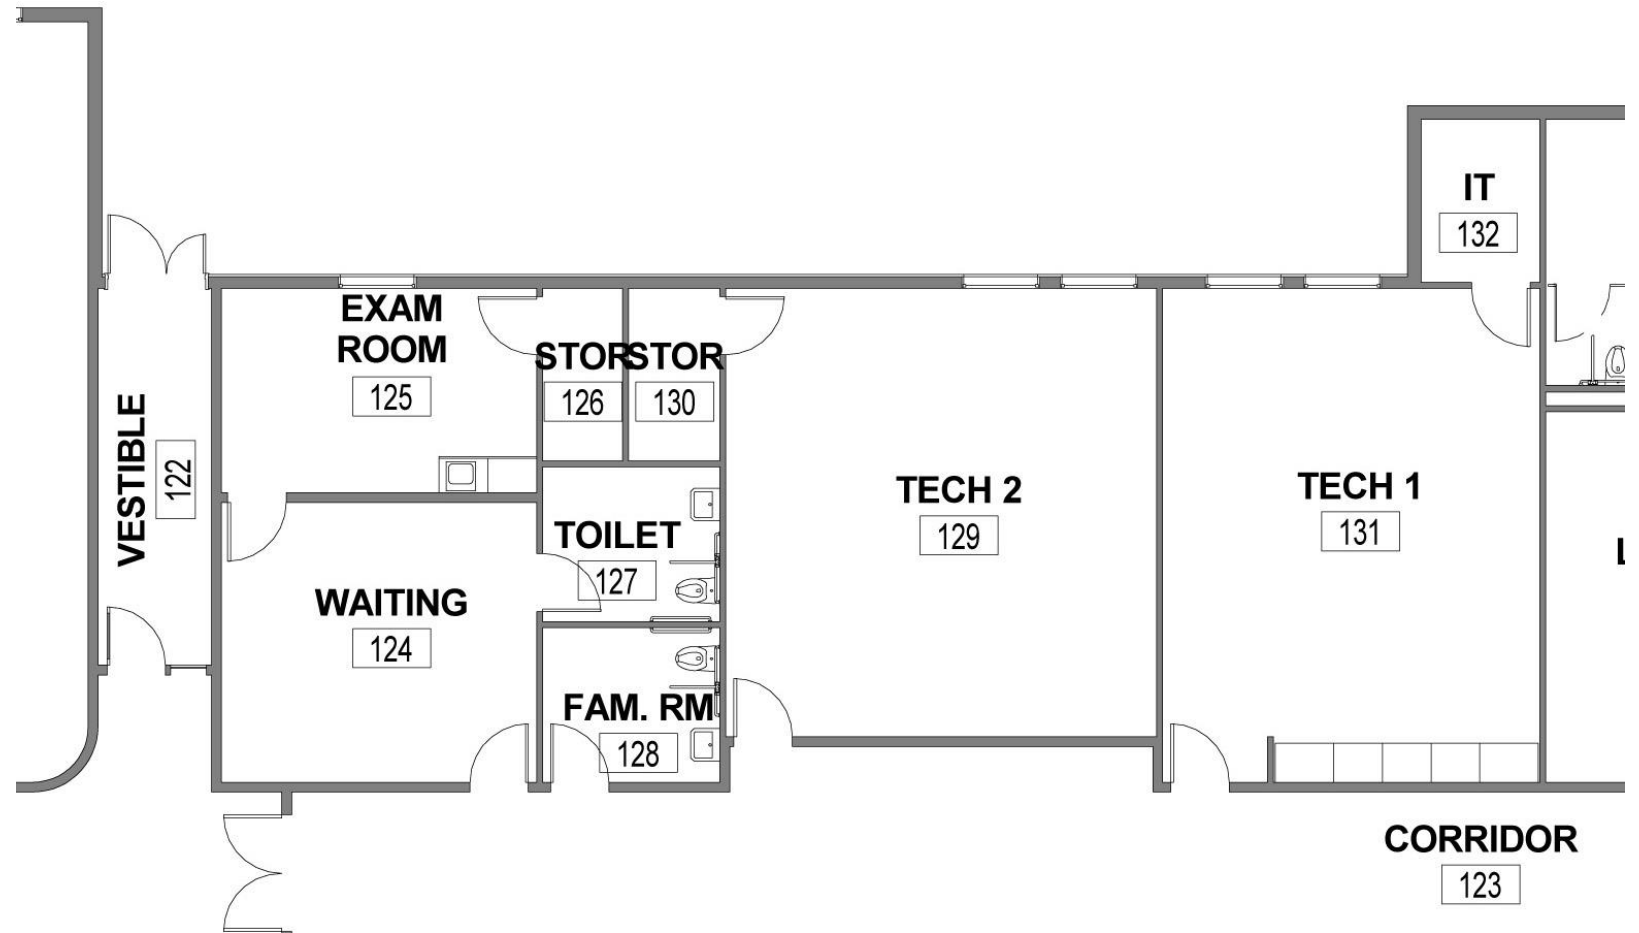 IT
132
EXAM
ROOM
125
STOR
126
STOR
130
VESTIBLE
122
TECH 2
129
TECH 1
131
TOILET
127
WAITING
124
FAM. RM
128
CORRIDOR
123